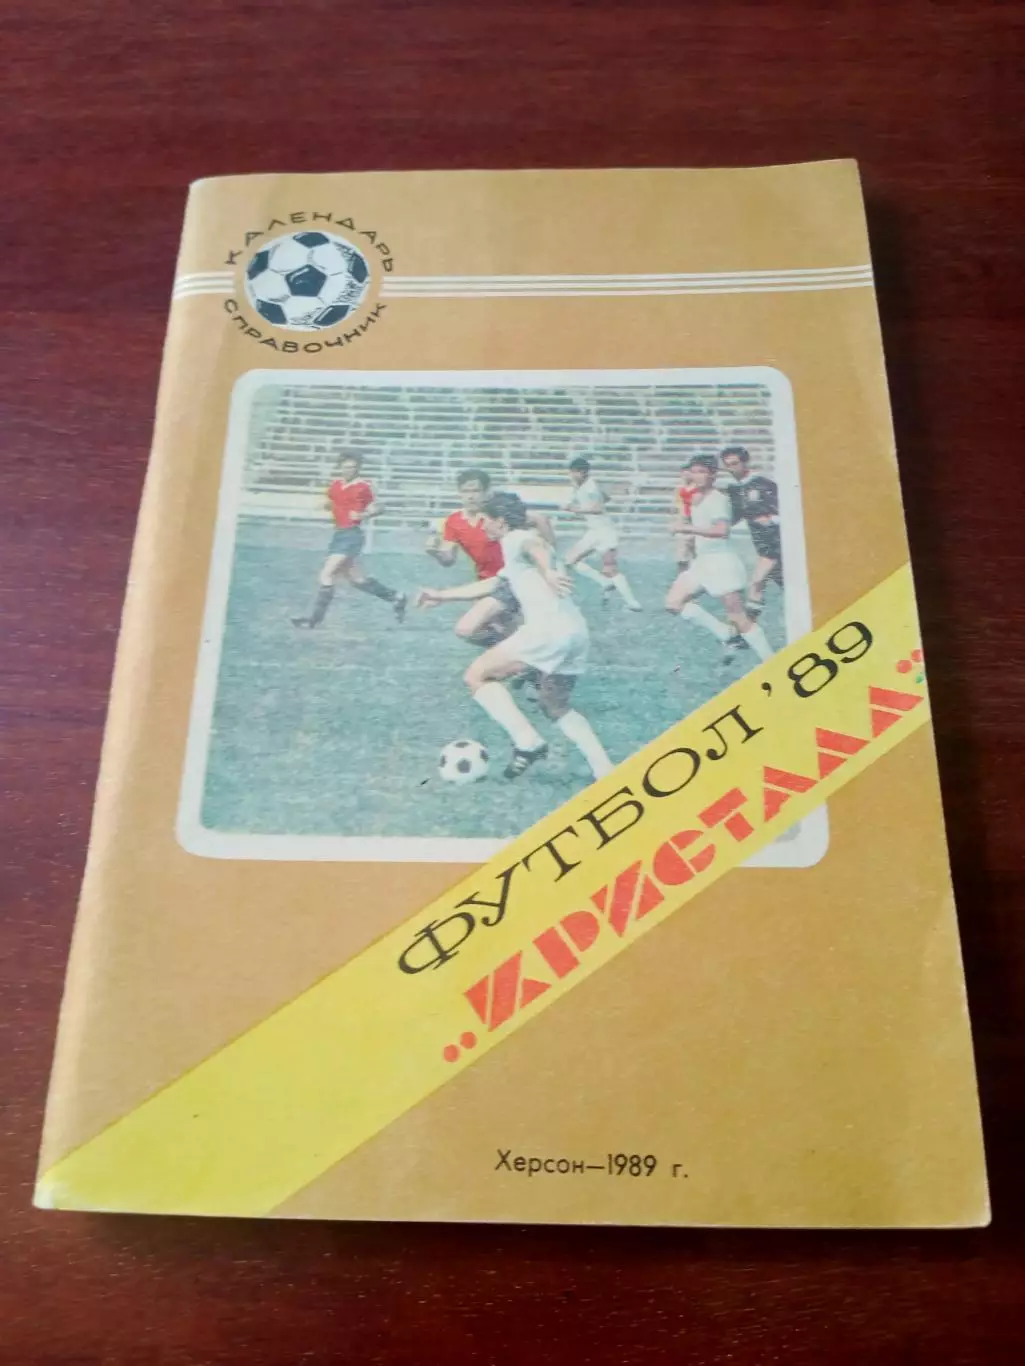 КАЛЕНДАРЬ
СПРАВОЧНИК
ФУТБОЛ '89
„КРИСТАЛЛ“
Херсон—1989 г.